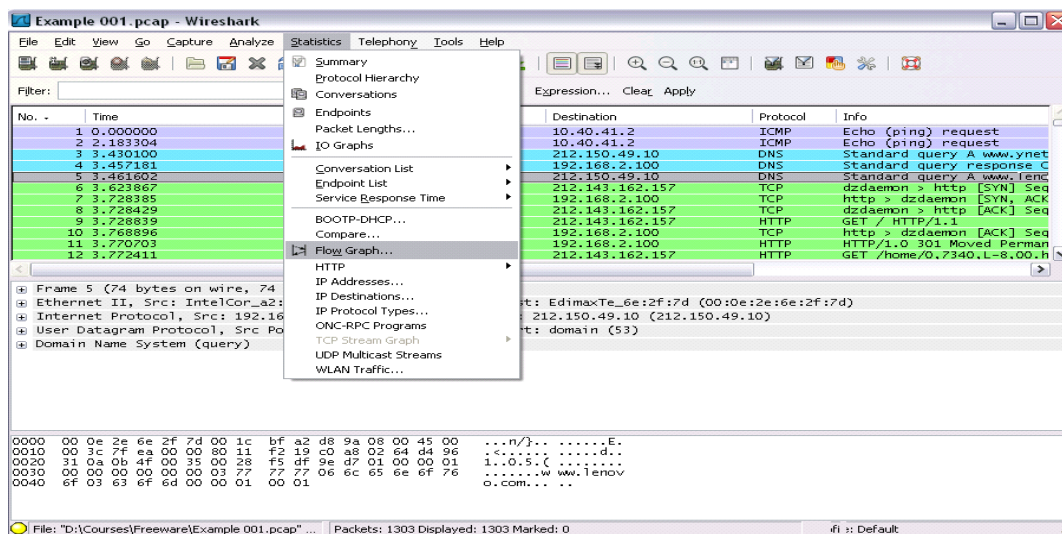 Example 001.pcap - Wireshark
File Edit View Go Capture Analyze Statistics Telephony Tools Help
Filter: Expression... Clear Apply
Summary
Protocol Hierarchy
Conversations
Endpoints
Packet Lengths...
IO Graphs
Conversation List
Endpoint List
Service Response Time
BOOTP-DHCP...
Compare...
Flow Graph...
HTTP
IP Addresses...
IP Destinations...
IP Protocol Types...
ONC-RPC Programs
TCP Stream Graph
UDP Multicast Streams
WLAN Traffic...
No. - Time Destination Protocol Info
1 0.000000 10.40.41.2 ICMP Echo (ping) request
2 2.183304 10.40.41.2 ICMP Echo (ping) request
3 3.430100 212.150.49.10 DNS Standard query A www.ynet
4 3.457181 192.168.2.100 DNS Standard query response C
5 3.461602 212.150.49.10 DNS Standard query A www.lenc
6 3.623867 212.143.162.157 TCP dzdaemon > http [SYN] Seq
7 3.728385 192.168.2.100 TCP http > dzdaemon [SYN, ACK
8 3.728429 212.143.162.157 TCP dzdaemon > http [ACK] Seq
9 3.728839 212.143.162.157 HTTP GET / HTTP/1.1
10 3.768896 192.168.2.100 TCP http > dzdaemon [ACK] Seq
11 3.770703 192.168.2.100 HTTP HTTP/1.0 301 Moved Perman
12 3.772411 212.143.162.157 HTTP GET /home/0,7340,L-8,00.h
Frame 5 (74 bytes on wire, 74
Ethernet II, Src: IntelCor_a2: st: EdimaxTe_6e:2f:7d (00:0e:2e:6e:2f:7d)
Internet Protocol, Src: 192.16 212.150.49.10 (212.150.49.10)
User Datagram Protocol, Src Po t: domain (53)
Domain Name System (query)
0000 00 0e 2e 6e 2f 7d 00 1c bf a2 d8 9a 08 00 45 00 ...n/}.. ......E.
0010 00 3c 7f ea 00 00 80 11 f2 19 c0 a8 02 64 d4 96 .<...... .....d..
0020 31 0a 0b 4f 00 35 00 28 f5 df 9e d7 01 00 00 01 1..O.5.( ........
0030 00 00 00 00 00 00 03 77 77 77 06 6c 65 6e 6f 76 .......w ww.lenov
0040 6f 03 63 6f 6d 00 00 01 00 01 o.com... ..
File: "D:\Courses\Freeware\Example 001.pcap" ... Packets: 1303 Displayed: 1303 Marked: 0 Default